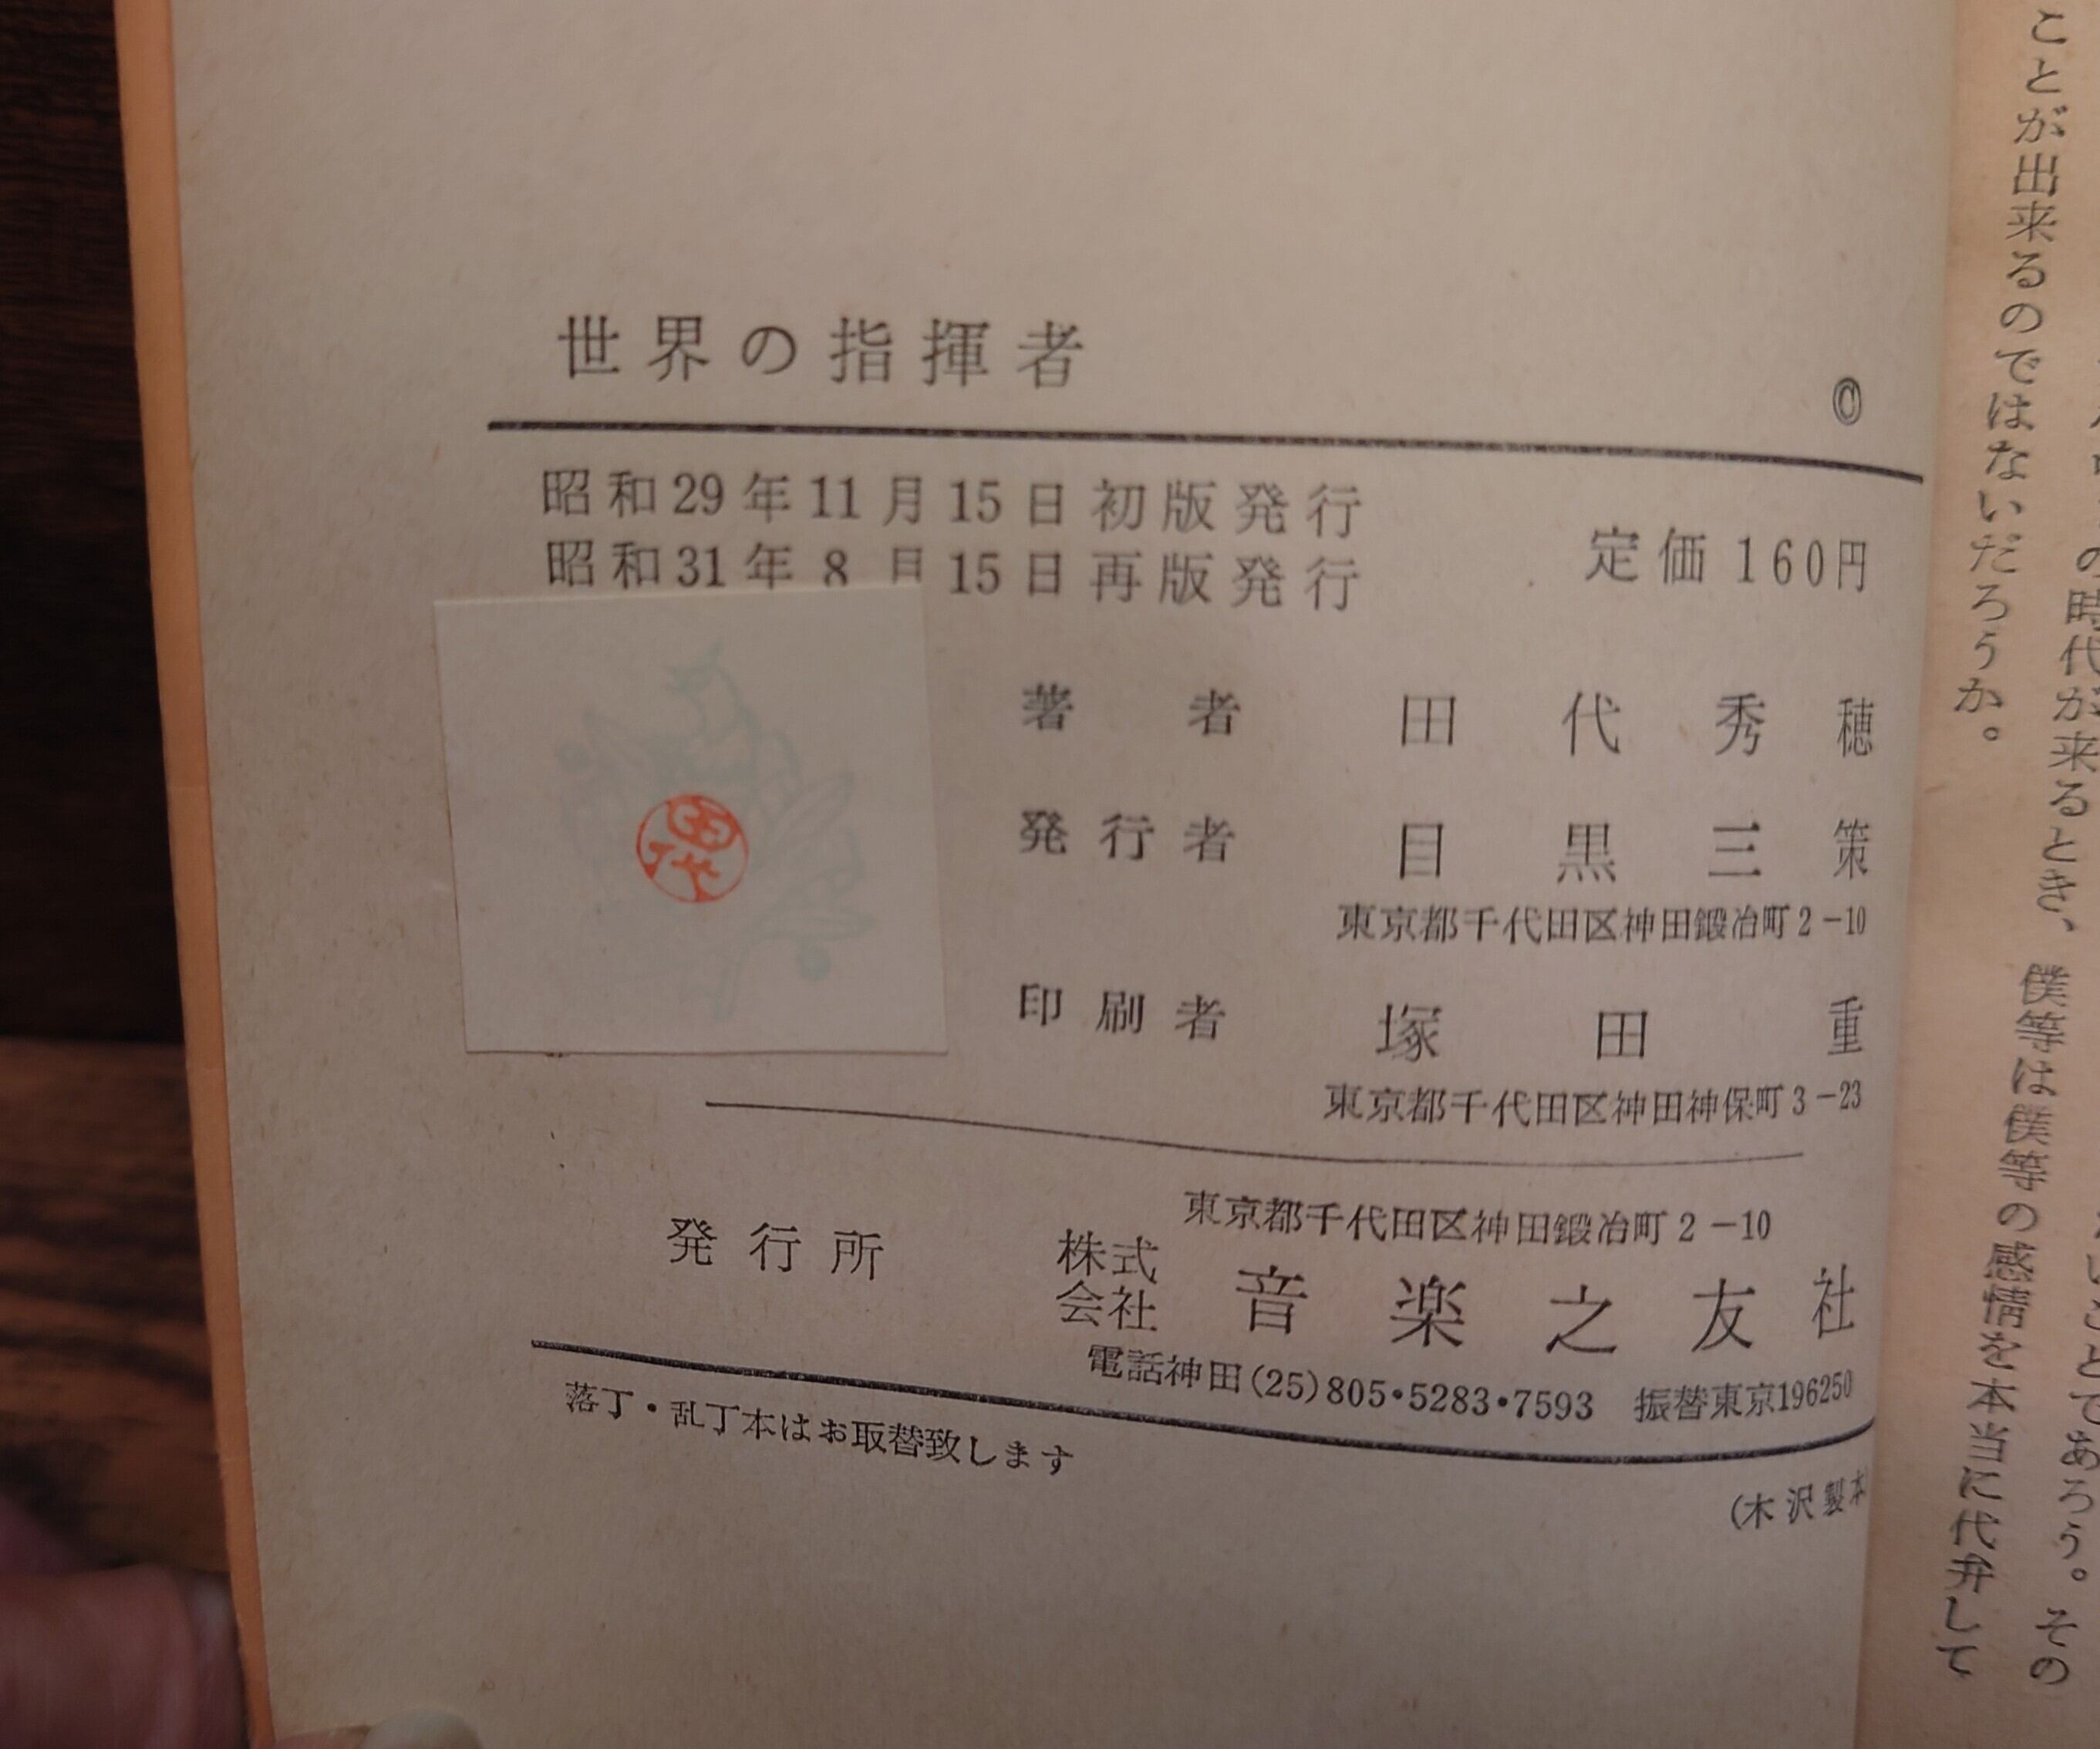 世界の指揮者
©
昭和29年11月15日初版発行
昭和31年8月15日再版発行
定価160円
著者 田代秀穂
発行者 目黒三策
東京都千代田区神田鍛冶町2-10
印刷者 塚田重
東京都千代田区神田神保町3-23
東京都千代田区神田鍛冶町2-10
発行所 株式会社 音楽之友社
電話神田(25)805・5283・7593 振替東京196250
落丁・乱丁本はお取替致します
(木沢製本
田代
の時代が来るとき、僕等は僕等の感情を本当に代弁して
ことが出来るのではないだろうか。
いことであろう。その